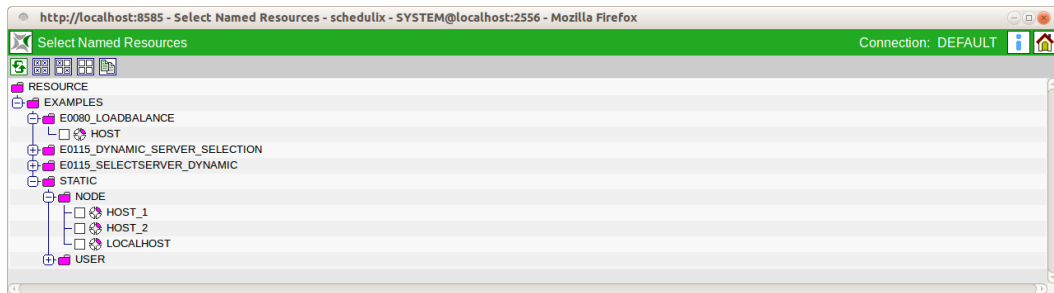 http://localhost:8585 - Select Named Resources - schedulix - SYSTEM@localhost:2556 - Mozilla Firefox
Select Named Resources Connection: DEFAULT
RESOURCE
EXAMPLES
E0080_LOADBALANCE
HOST
E0115_DYNAMIC_SERVER_SELECTION
E0115_SELECTSERVER_DYNAMIC
STATIC
NODE
HOST_1
HOST_2
LOCALHOST
USER